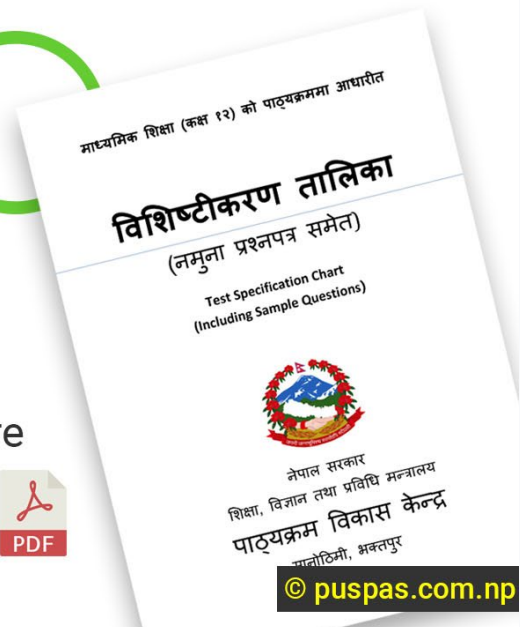 माध्यमिक शिक्षा (कक्ष १२) को पाठ्यक्रममा आधारीत
विशिष्टीकरण तालिका
(नमुना प्रश्नपत्र समेत)
Test Specification Chart
(Including Sample Questions)
नेपाल सरकार
शिक्षा, विज्ञान तथा प्रविधि मन्त्रालय
पाठ्यक्रम विकास केन्द्र
सानोठिमी, भक्तपुर
re
PDF
© puspas.com.np